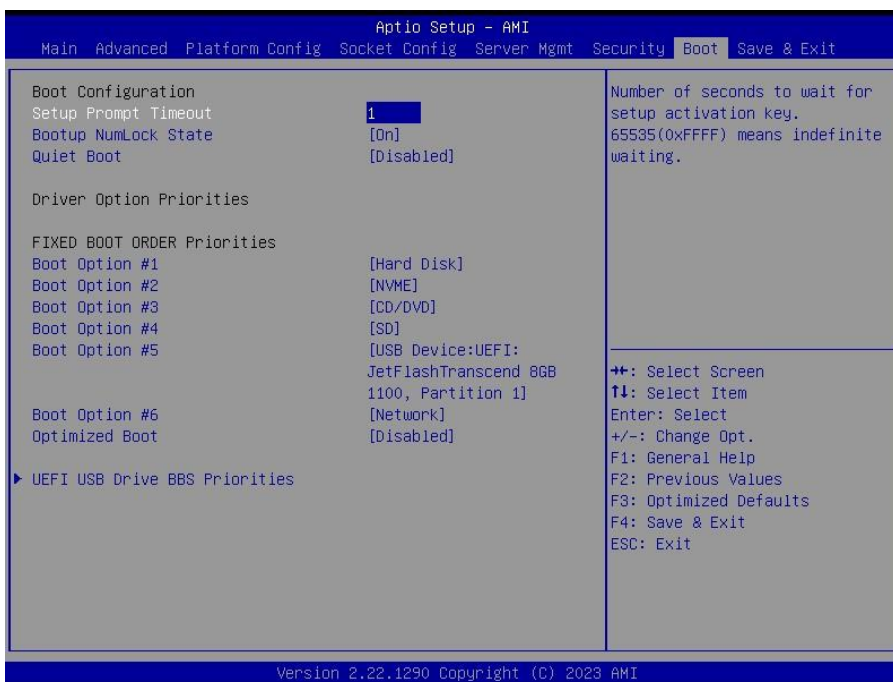 Aptio Setup – AMI
Main Advanced Platform Config Socket Config Server Mgmt Security Boot Save & Exit
Boot Configuration
Setup Prompt Timeout 1
Bootup NumLock State [On]
Quiet Boot [Disabled]
Driver Option Priorities
FIXED BOOT ORDER Priorities
Boot Option #1 [Hard Disk]
Boot Option #2 [NVME]
Boot Option #3 [CD/DVD]
Boot Option #4 [SD]
Boot Option #5 [USB Device:UEFI:
JetFlashTranscend 8GB
1100, Partition 1]
Boot Option #6 [Network]
Optimized Boot [Disabled]
▶ UEFI USB Drive BBS Priorities
Number of seconds to wait for
setup activation key.
65535(0xFFFF) means indefinite
waiting.
→←: Select Screen
↑↓: Select Item
Enter: Select
+/-: Change Opt.
F1: General Help
F2: Previous Values
F3: Optimized Defaults
F4: Save & Exit
ESC: Exit
Version 2.22.1290 Copyright (C) 2023 AMI